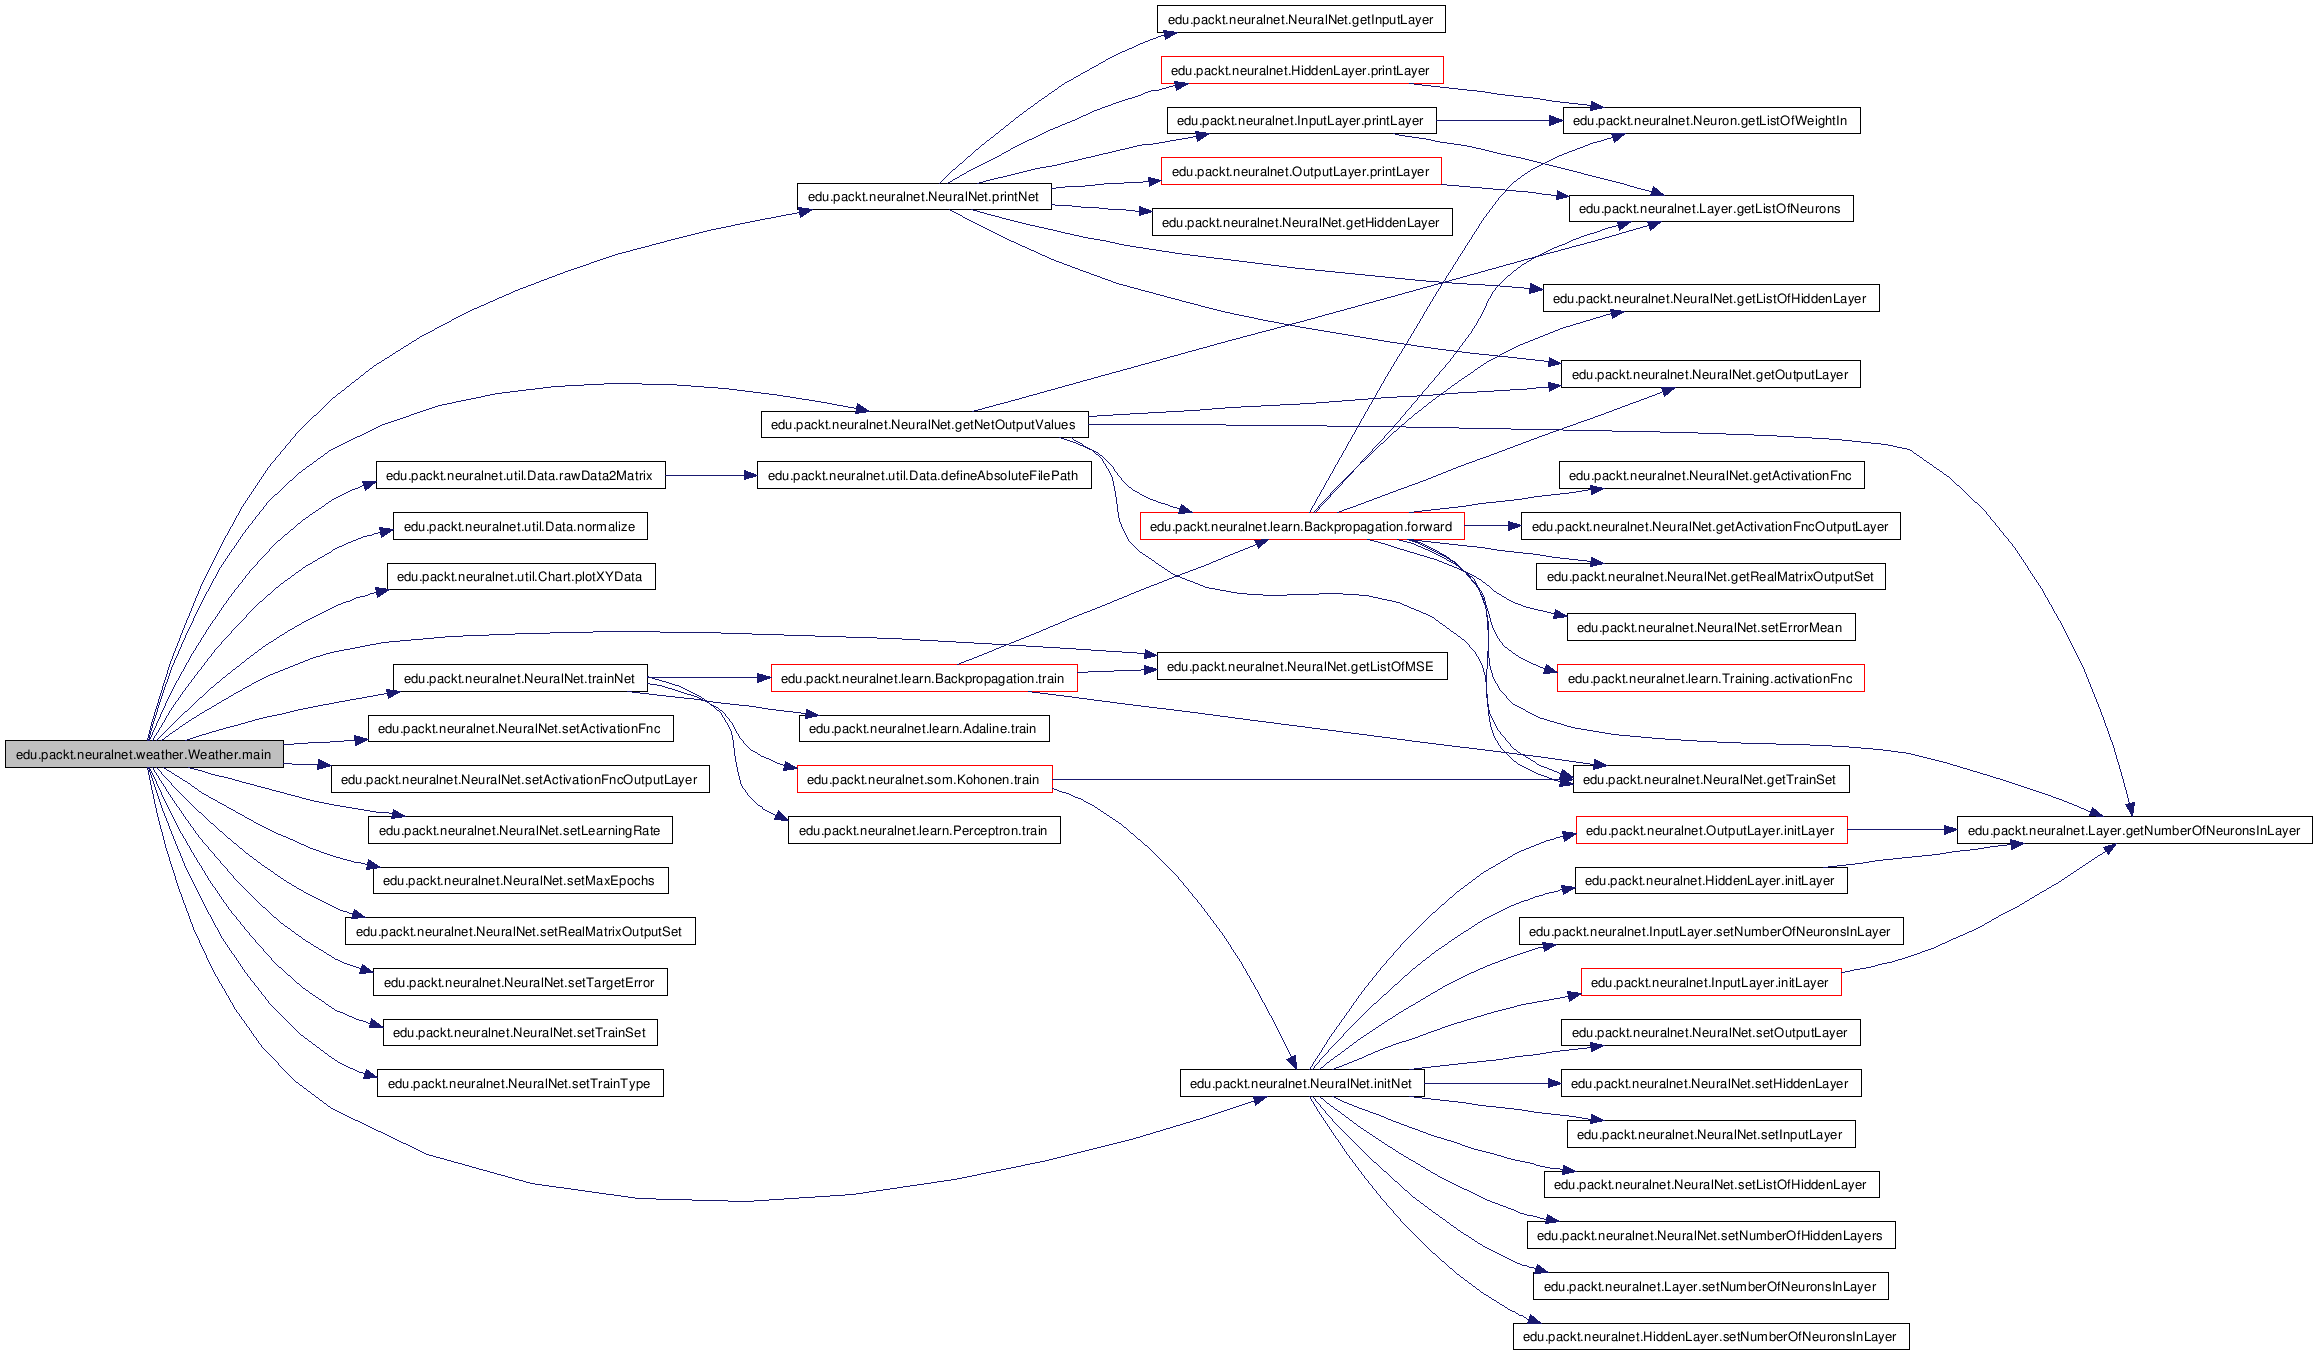 edu.packt.neuralnet.NeuralNet.getInputLayer
edu.packt.neuralnet.HiddenLayer.printLayer
edu.packt.neuralnet.InputLayer.printLayer
edu.packt.neuralnet.Neuron.getListOfWeightIn
edu.packt.neuralnet.OutputLayer.printLayer
edu.packt.neuralnet.NeuralNet.printNet
edu.packt.neuralnet.Layer.getListOfNeurons
edu.packt.neuralnet.NeuralNet.getHiddenLayer
edu.packt.neuralnet.NeuralNet.getListOfHiddenLayer
edu.packt.neuralnet.NeuralNet.getOutputLayer
edu.packt.neuralnet.NeuralNet.getNetOutputValues
edu.packt.neuralnet.util.Data.rawData2Matrix
edu.packt.neuralnet.util.Data.defineAbsoluteFilePath
edu.packt.neuralnet.NeuralNet.getActivationFnc
edu.packt.neuralnet.util.Data.normalize
edu.packt.neuralnet.learn.Backpropagation.forward
edu.packt.neuralnet.NeuralNet.getActivationFncOutputLayer
edu.packt.neuralnet.util.Chart.plotXYData
edu.packt.neuralnet.NeuralNet.getRealMatrixOutputSet
edu.packt.neuralnet.NeuralNet.setErrorMean
edu.packt.neuralnet.NeuralNet.getListOfMSE
edu.packt.neuralnet.NeuralNet.trainNet
edu.packt.neuralnet.learn.Backpropagation.train
edu.packt.neuralnet.learn.Training.activationFnc
edu.packt.neuralnet.NeuralNet.setActivationFnc
edu.packt.neuralnet.learn.Adaline.train
edu.packt.neuralnet.weather.Weather.main
edu.packt.neuralnet.NeuralNet.setActivationFncOutputLayer
edu.packt.neuralnet.som.Kohonen.train
edu.packt.neuralnet.NeuralNet.getTrainSet
edu.packt.neuralnet.NeuralNet.setLearningRate
edu.packt.neuralnet.learn.Perceptron.train
edu.packt.neuralnet.OutputLayer.initLayer
edu.packt.neuralnet.Layer.getNumberOfNeuronsInLayer
edu.packt.neuralnet.NeuralNet.setMaxEpochs
edu.packt.neuralnet.HiddenLayer.initLayer
edu.packt.neuralnet.NeuralNet.setRealMatrixOutputSet
edu.packt.neuralnet.InputLayer.setNumberOfNeuronsInLayer
edu.packt.neuralnet.NeuralNet.setTargetError
edu.packt.neuralnet.InputLayer.initLayer
edu.packt.neuralnet.NeuralNet.setTrainSet
edu.packt.neuralnet.NeuralNet.setOutputLayer
edu.packt.neuralnet.NeuralNet.setTrainType
edu.packt.neuralnet.NeuralNet.initNet
edu.packt.neuralnet.NeuralNet.setHiddenLayer
edu.packt.neuralnet.NeuralNet.setInputLayer
edu.packt.neuralnet.NeuralNet.setListOfHiddenLayer
edu.packt.neuralnet.NeuralNet.setNumberOfHiddenLayers
edu.packt.neuralnet.Layer.setNumberOfNeuronsInLayer
edu.packt.neuralnet.HiddenLayer.setNumberOfNeuronsInLayer